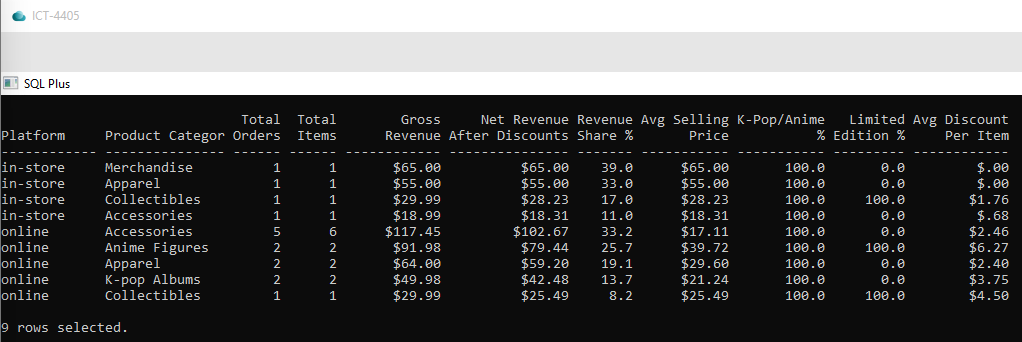 ICT-4405
SQL Plus
Total Total Gross Net Revenue Revenue Avg Selling K-Pop/Anime Limited Avg Discount
Platform Product Categor Orders Items Revenue After Discounts Share % Price % Edition % Per Item
------------ --------------- ------ ------ ------------ --------------- ------- ----------- ----------- --------- ------------
in-store Merchandise 1 1 $65.00 $65.00 39.0 $65.00 100.0 0.0 $.00
in-store Apparel 1 1 $55.00 $55.00 33.0 $55.00 100.0 0.0 $.00
in-store Collectibles 1 1 $29.99 $28.23 17.0 $28.23 100.0 100.0 $1.76
in-store Accessories 1 1 $18.99 $18.31 11.0 $18.31 100.0 0.0 $.68
online Accessories 5 6 $117.45 $102.67 33.2 $17.11 100.0 0.0 $2.46
online Anime Figures 2 2 $91.98 $79.44 25.7 $39.72 100.0 100.0 $6.27
online Apparel 2 2 $64.00 $59.20 19.1 $29.60 100.0 0.0 $2.40
online K-pop Albums 2 2 $49.98 $42.48 13.7 $21.24 100.0 0.0 $3.75
online Collectibles 1 1 $29.99 $25.49 8.2 $25.49 100.0 100.0 $4.50
9 rows selected.